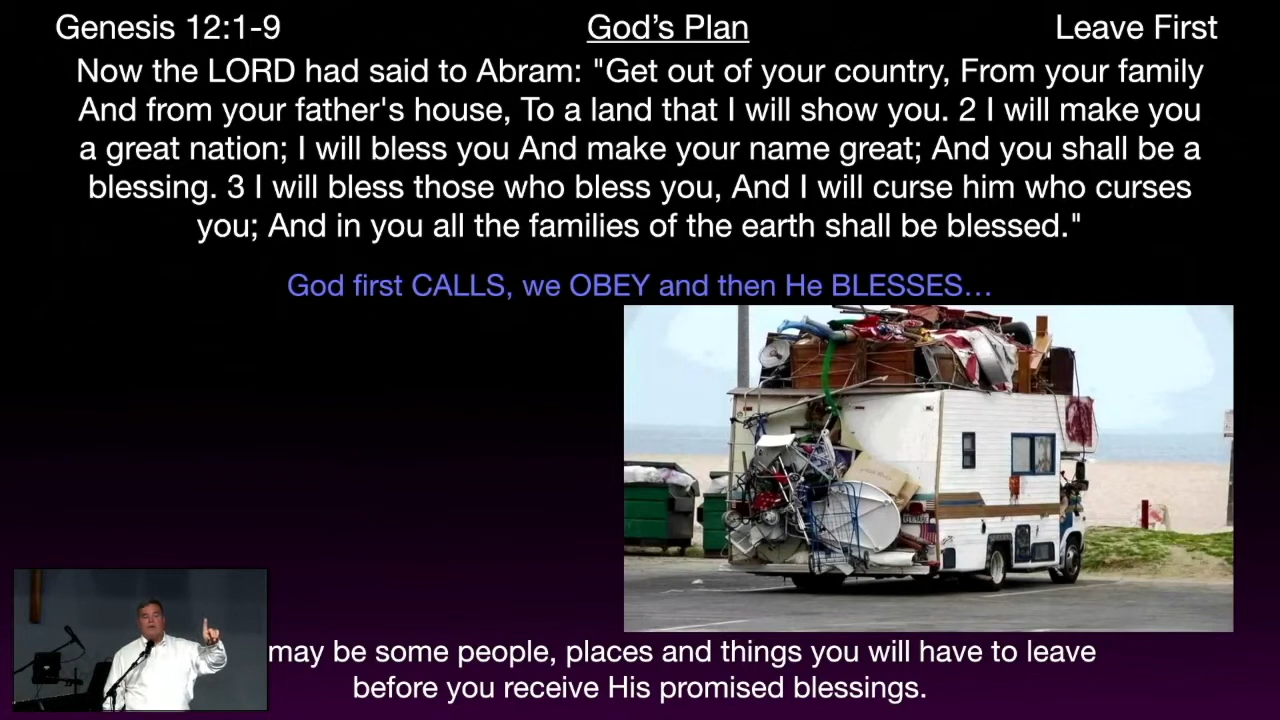 Genesis 12:1-9
God's Plan
Leave First
Now the LORD had said to Abram: "Get out of your country, From your family
And from your father's house, To a land that I will show you. 2 I will make you
a great nation; I will bless you And make your name great; And you shall be a
blessing. 3 I will bless those who bless you, And I will curse him who curses
you; And in you all the families of the earth shall be blessed."
God first CALLS, we OBEY and then He BLESSES…
may be some people, places and things you will have to leave
before you receive His promised blessings.